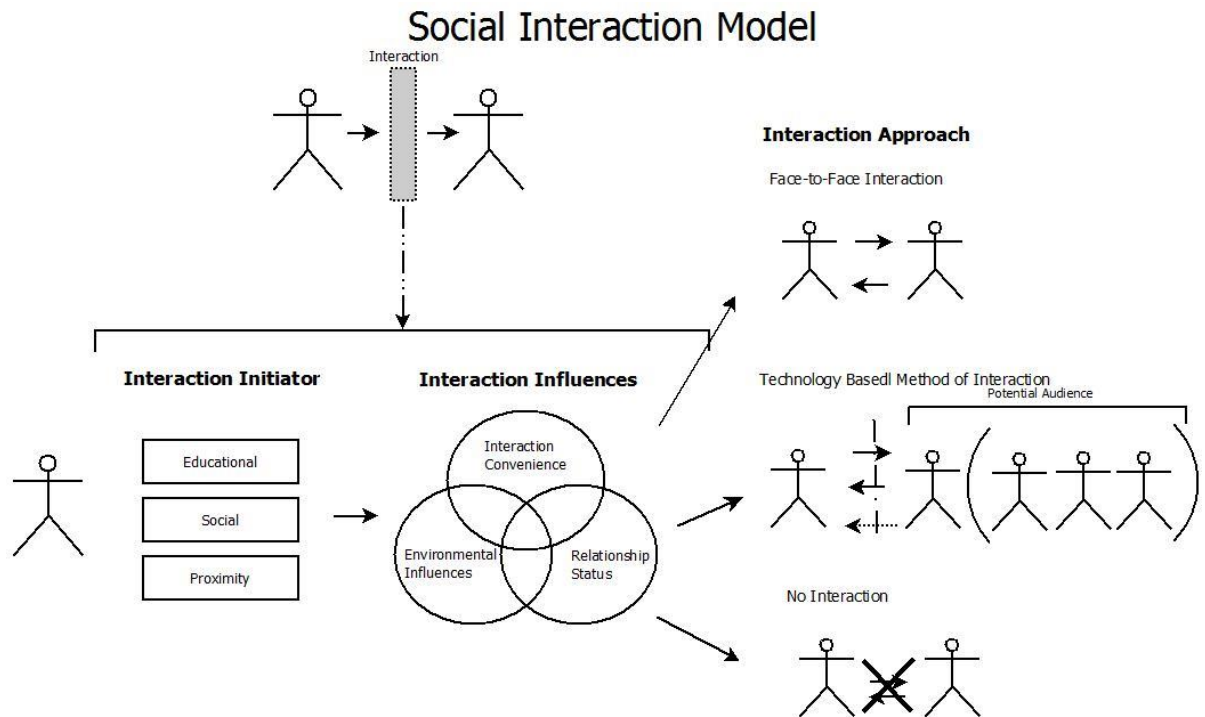 Social Interaction Model
Interaction
Interaction Approach
Face-to-Face Interaction
Interaction Initiator
Interaction Influences
Technology Basedl Method of Interaction
Potential Audience
Educational
Social
Proximity
Interaction
Convenience
Environmental
Influences
Relationship
Status
No Interaction